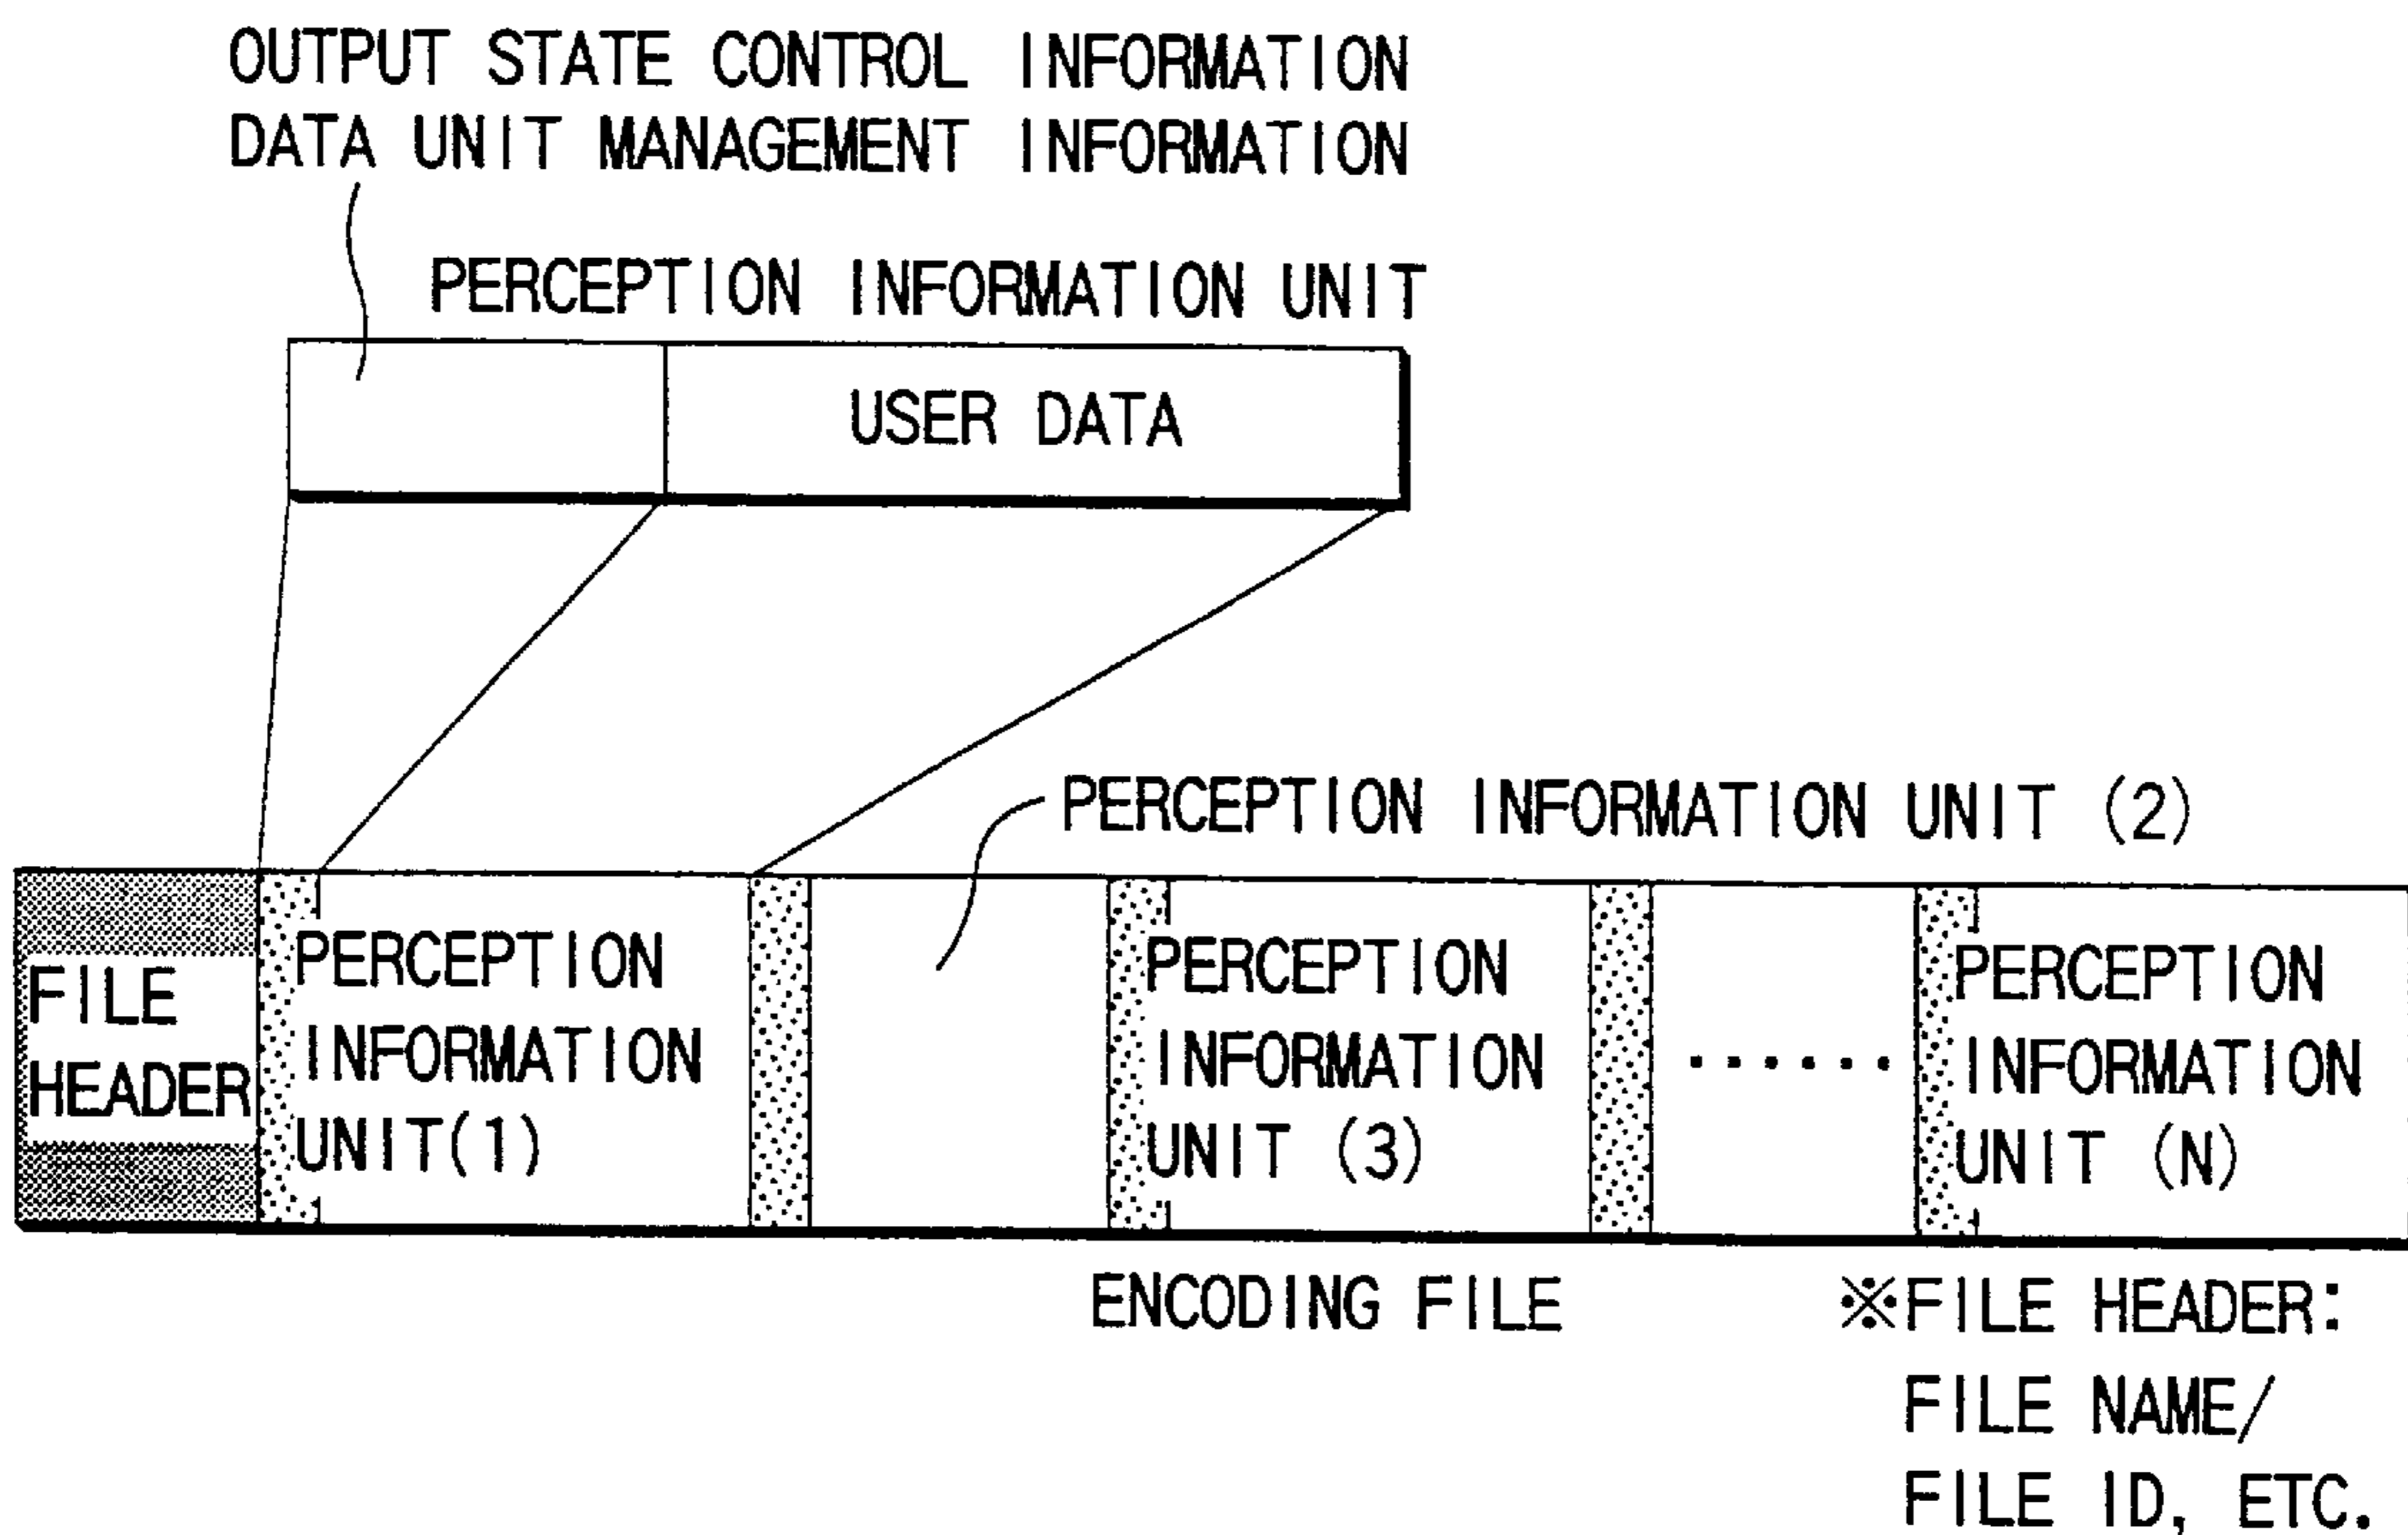 OUTPUT STATE CONTROL INFORMATION
DATA UNIT MANAGEMENT INFORMATION
PERCEPTION INFORMATION UNIT
USER DATA
PERCEPTION INFORMATION UNIT (2)
FILE
HEADER
PERCEPTION
INFORMATION
UNIT(1)
PERCEPTION
INFORMATION
UNIT (3)
......
PERCEPTION
INFORMATION
UNIT (N)
ENCODING FILE
※FILE HEADER:
FILE NAME/
FILE ID, ETC.